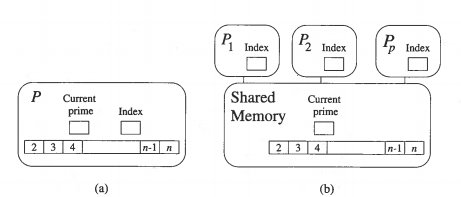 P
Current
prime
Index
2 3 4 n-1 n
(a)
P1 Index
P2 Index
Pp Index
Shared
Memory
Current
prime
2 3 4 n-1 n
(b)